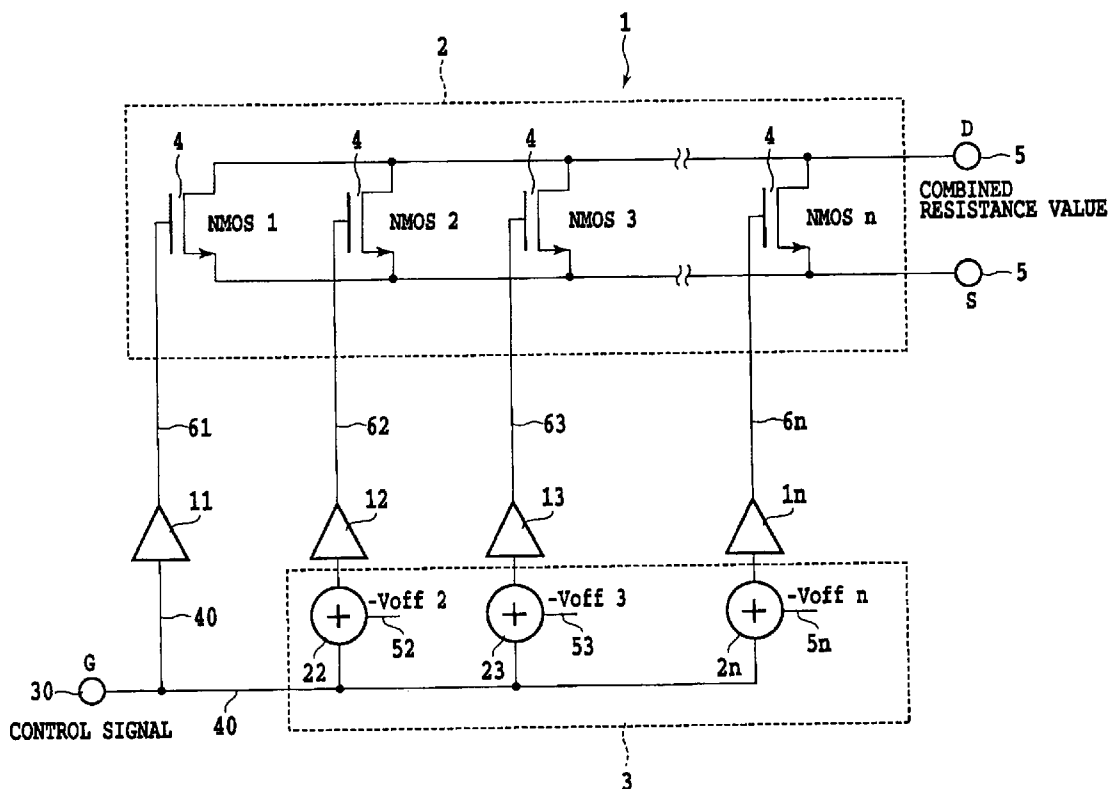 1
2
4
4
4
4
D
5
NMOS 1
NMOS 2
NMOS 3
NMOS n
COMBINED
RESISTANCE VALUE
5
S
61
62
63
6n
11
12
13
1n
-Voff 2
-Voff 3
-Voff n
40
52
53
5n
22
23
2n
G
30
40
CONTROL SIGNAL
3